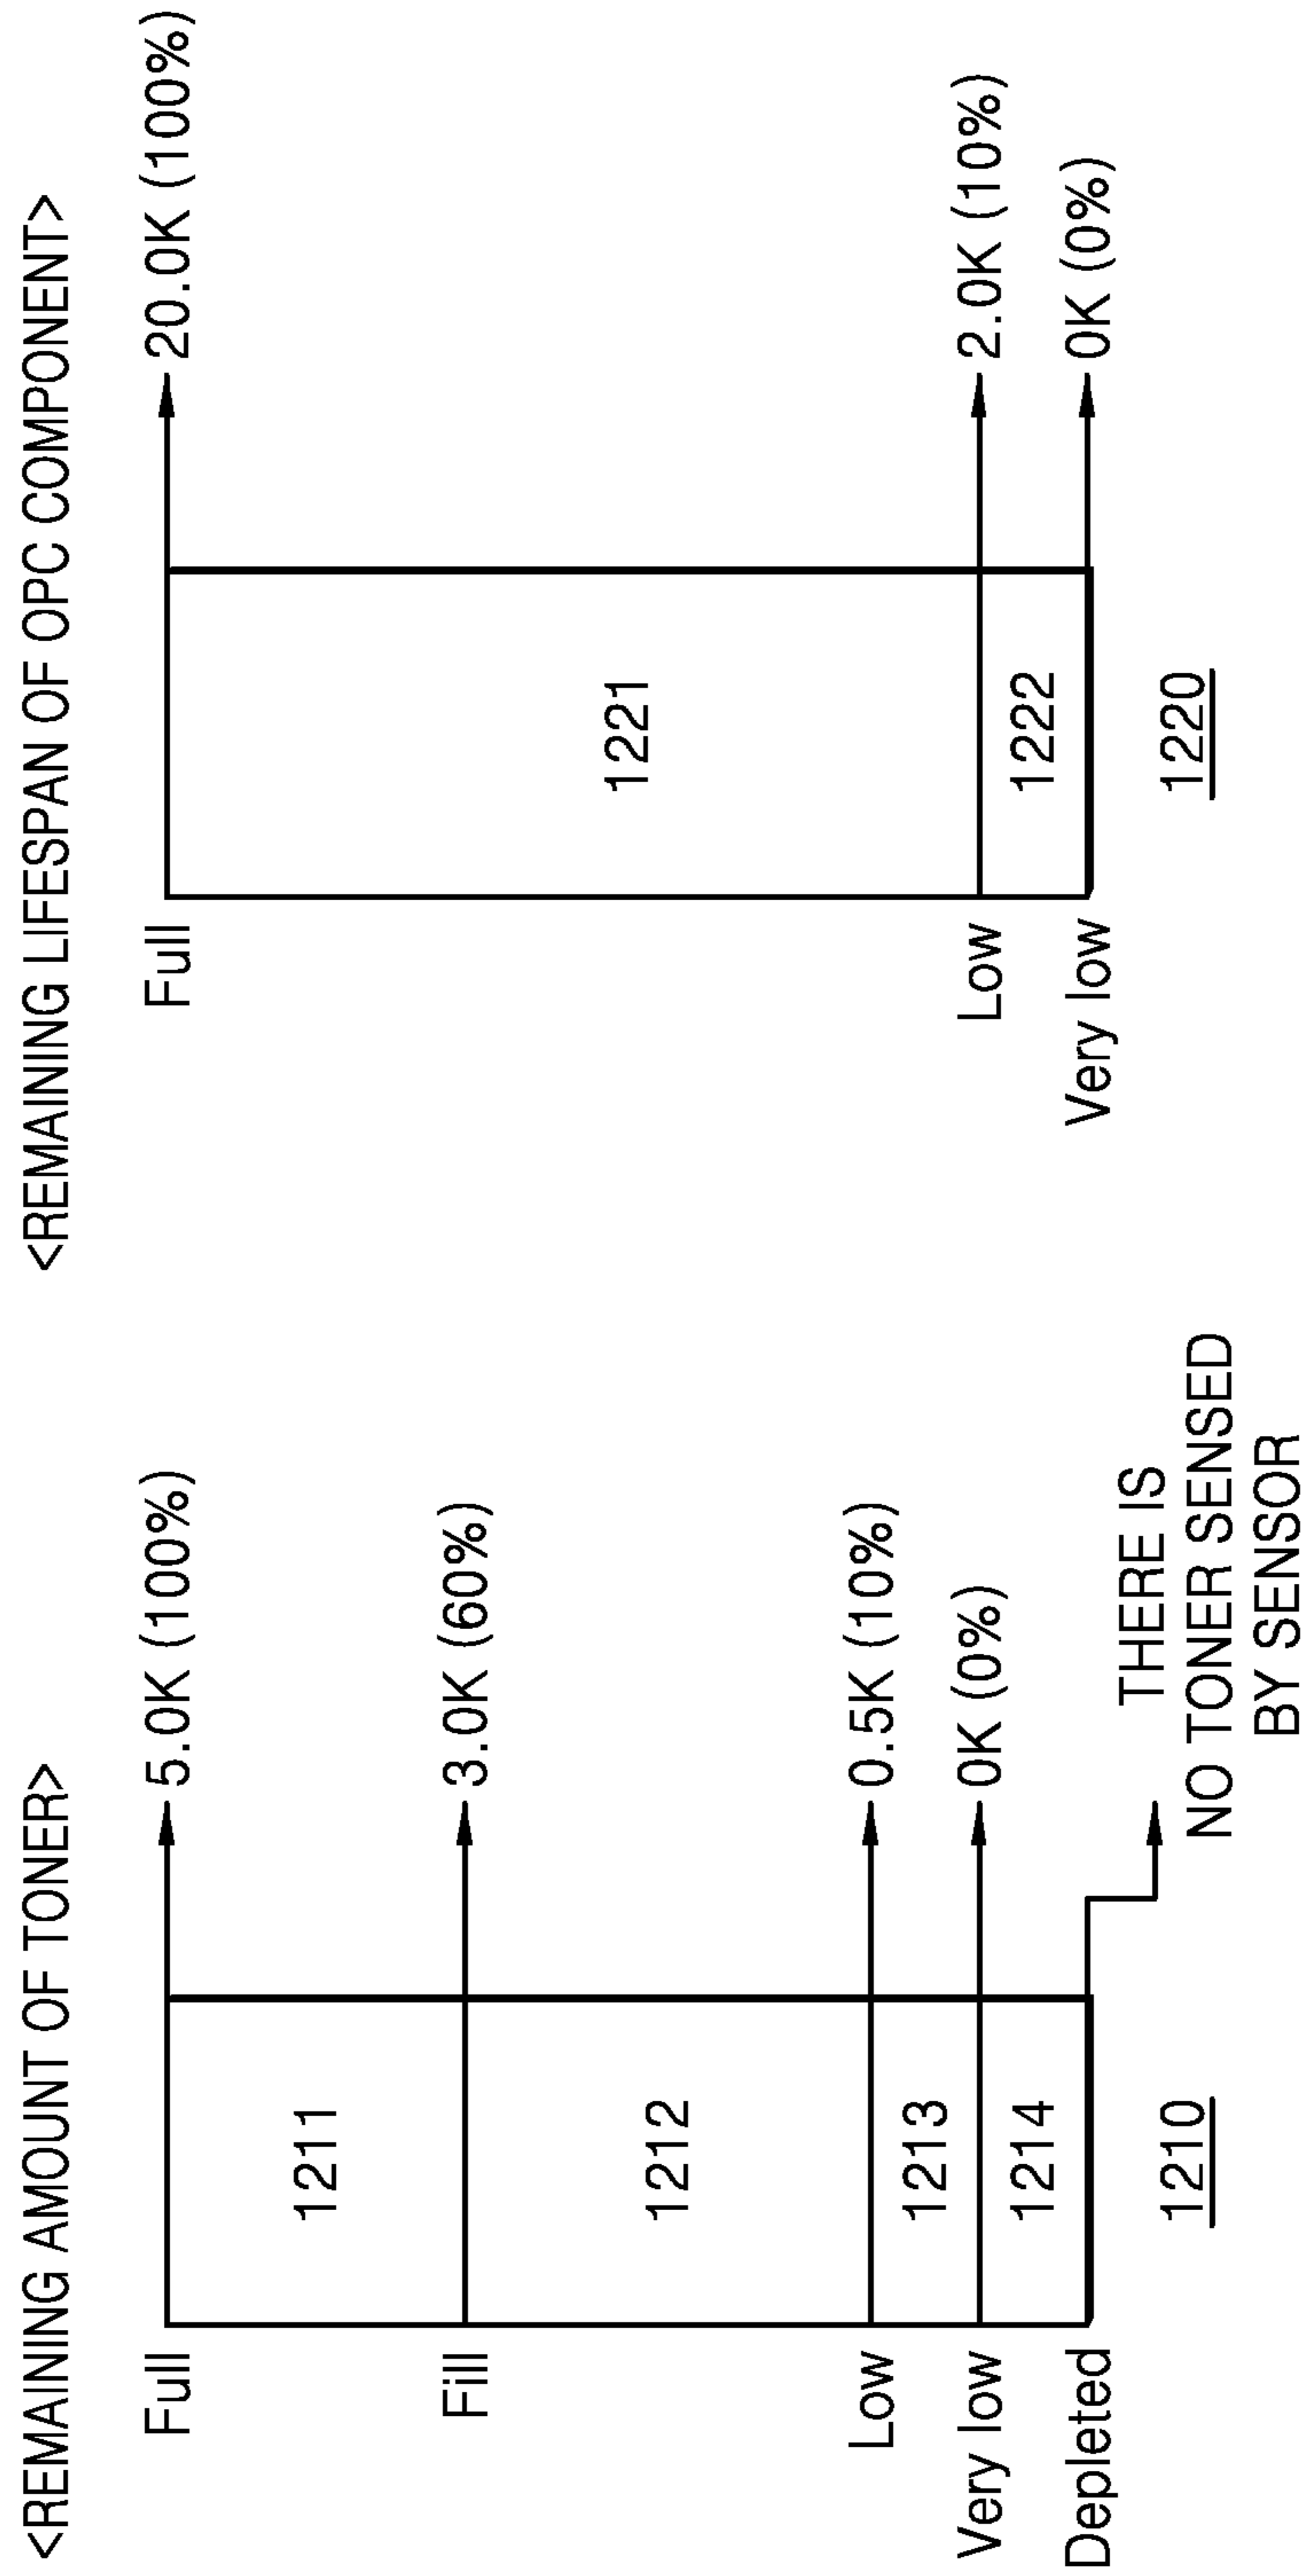 <REMAINING AMOUNT OF TONER>
Full
5.0K (100%)
1211
Fill
3.0K (60%)
1212
Low
0.5K (10%)
1213
Very low
0K (0%)
1214
Depleted
THERE IS
NO TONER SENSED
BY SENSOR
1210
<REMAINING LIFESPAN OF OPC COMPONENT>
Full
20.0K (100%)
1221
Low
2.0K (10%)
1222
Very low
0K (0%)
1220